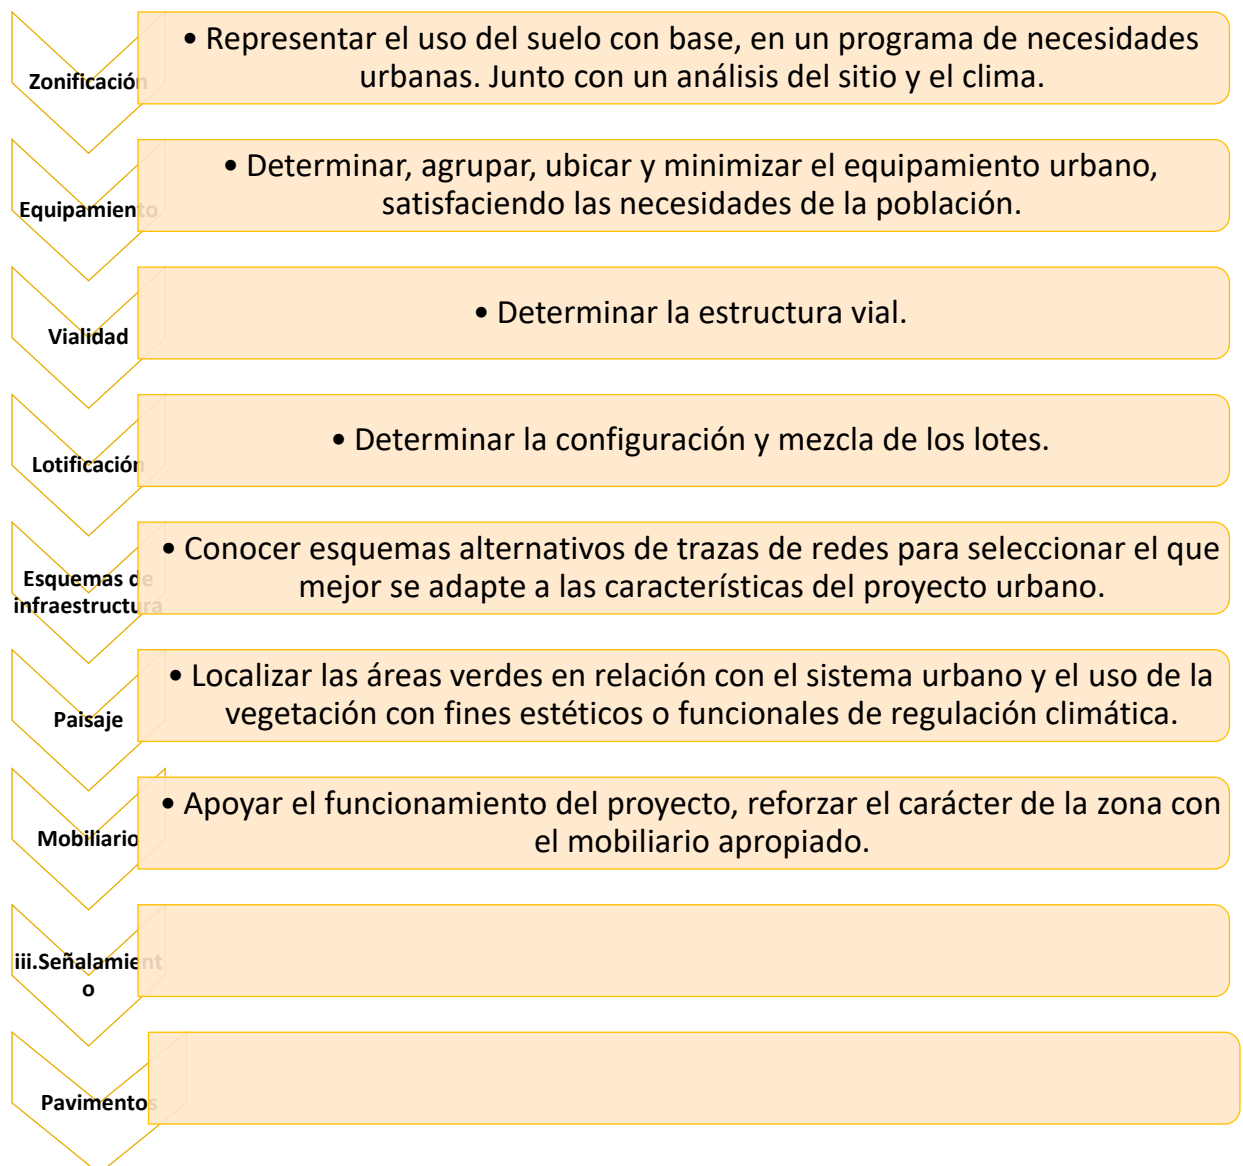 Zonificación
• Representar el uso del suelo con base, en un programa de necesidades
urbanas. Junto con un análisis del sitio y el clima.
Equipamiento
• Determinar, agrupar, ubicar y minimizar el equipamiento urbano,
satisfaciendo las necesidades de la población.
Vialidad
• Determinar la estructura vial.
Lotificación
• Determinar la configuración y mezcla de los lotes.
Esquemas de
infraestructura
• Conocer esquemas alternativos de trazas de redes para seleccionar el que
mejor se adapte a las características del proyecto urbano.
Paisaje
• Localizar las áreas verdes en relación con el sistema urbano y el uso de la
vegetación con fines estéticos o funcionales de regulación climática.
Mobiliario
• Apoyar el funcionamiento del proyecto, reforzar el carácter de la zona con
el mobiliario apropiado.
iii.Señalamient
o
Pavimentos